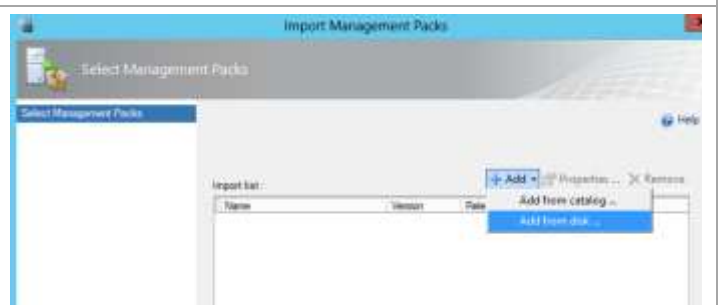 Import Management Packs
Select Management Packs
Select Management Packs
Help
Import list:
Add Properties ... Remove
Name Version Rele
Add from catalog ...
Add from disk ...